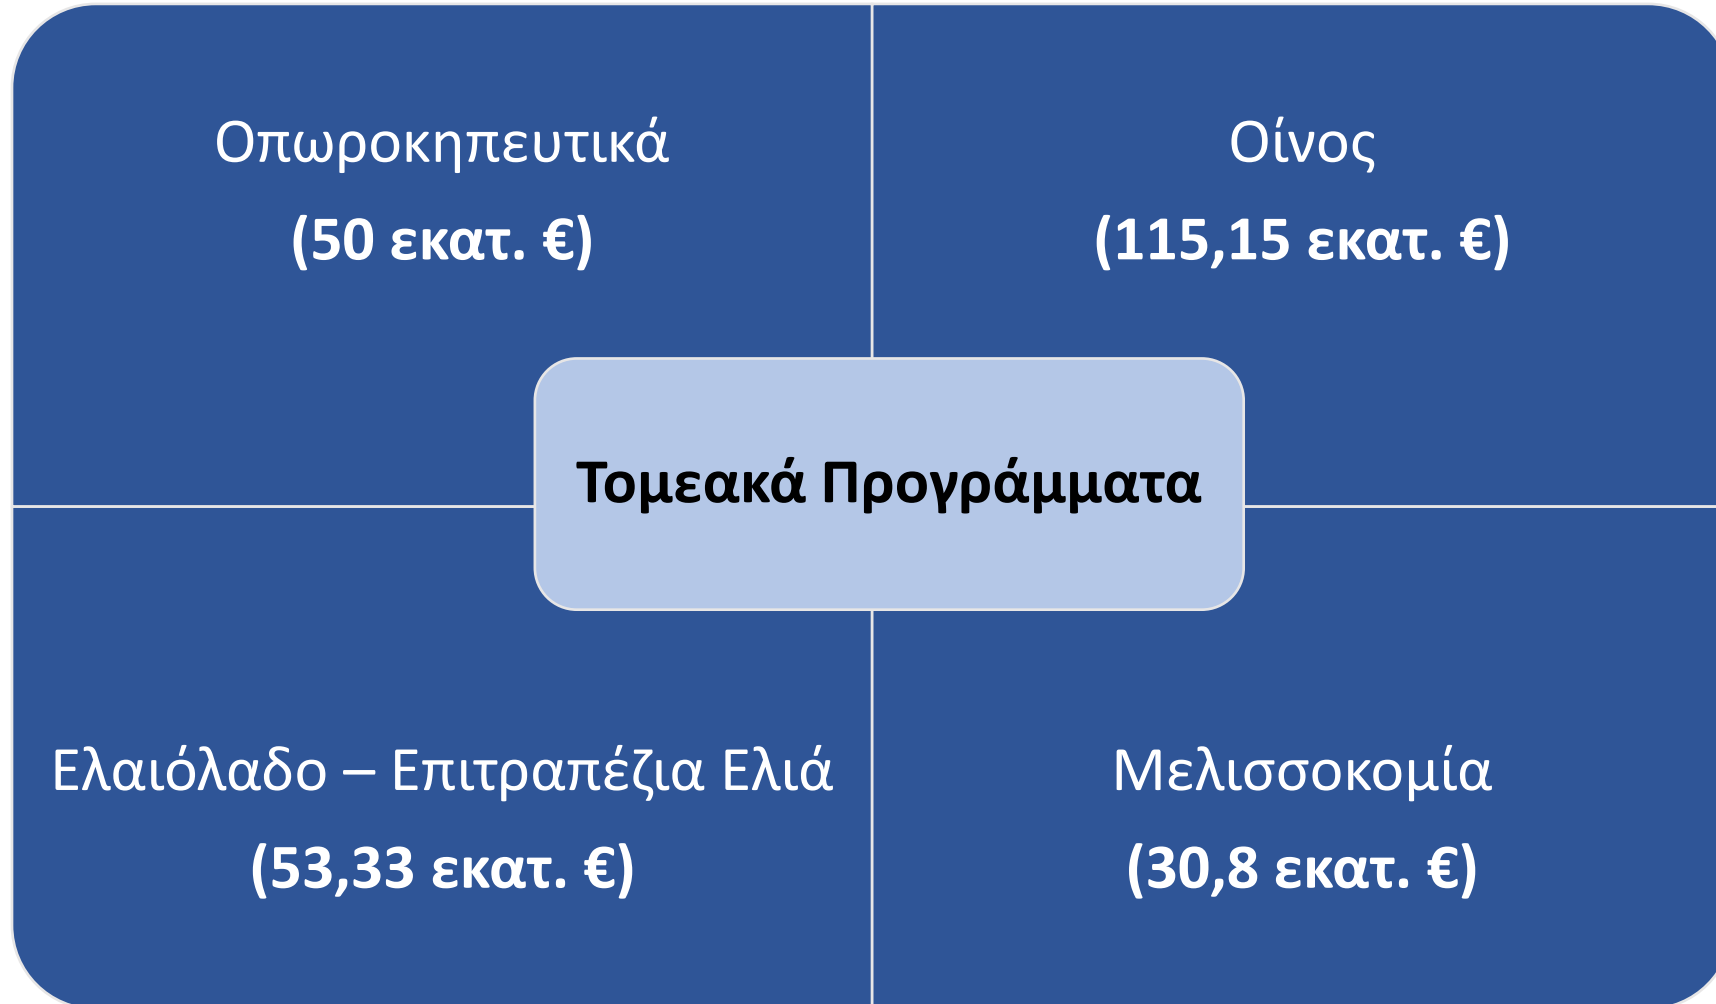 Οπωροκηπευτικά
(50 εκατ. €)
Οίνος
(115,15 εκατ. €)
Τομεακά Προγράμματα
Ελαιόλαδο – Επιτραπέζια Ελιά
(53,33 εκατ. €)
Μελισσοκομία
(30,8 εκατ. €)